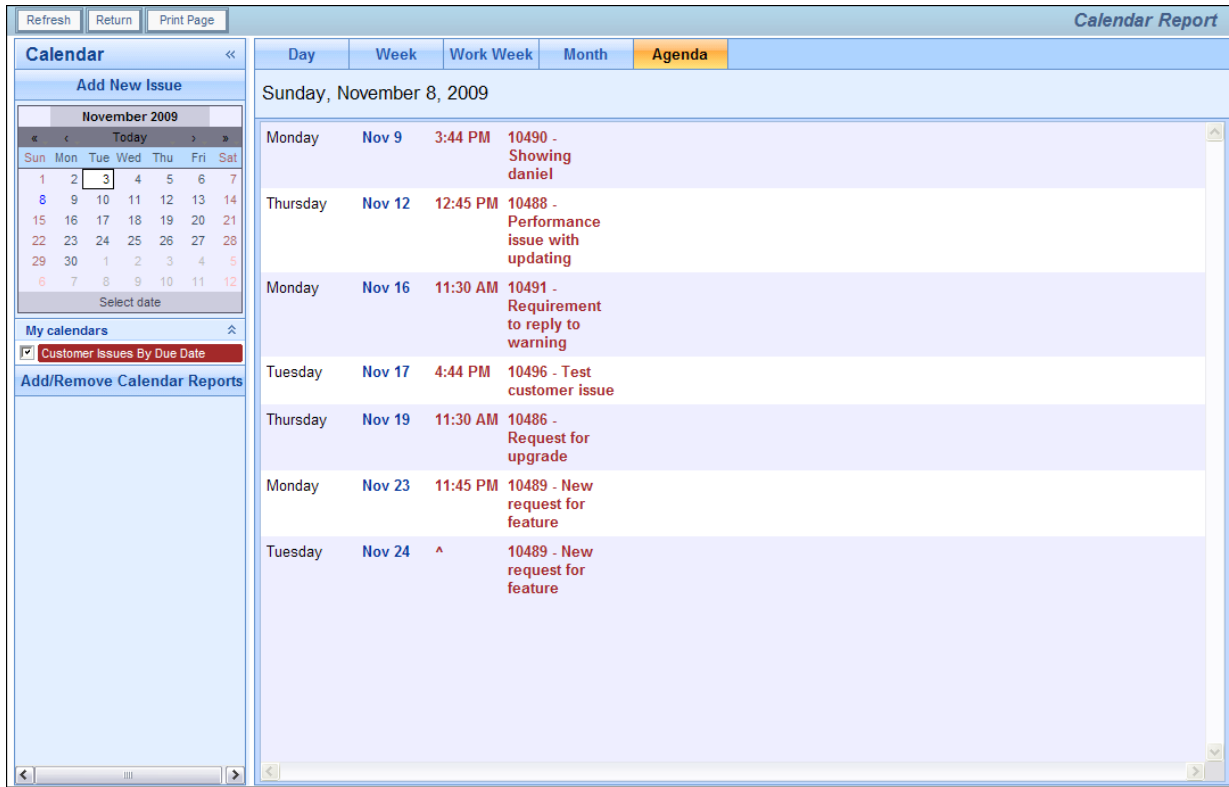 Refresh Return Print Page Calendar Report
Calendar «
Add New Issue
November 2009
« ‹ Today › »
Sun Mon Tue Wed Thu Fri Sat
1 2 3 4 5 6 7
8 9 10 11 12 13 14
15 16 17 18 19 20 21
22 23 24 25 26 27 28
29 30 1 2 3 4 5
6 7 8 9 10 11 12
Select date
My calendars
Customer Issues By Due Date
Add/Remove Calendar Reports
Day Week Work Week Month Agenda
Sunday, November 8, 2009
Monday Nov 9 3:44 PM 10490 -
Showing
daniel
Thursday Nov 12 12:45 PM 10488 -
Performance
issue with
updating
Monday Nov 16 11:30 AM 10491 -
Requirement
to reply to
warning
Tuesday Nov 17 4:44 PM 10496 - Test
customer issue
Thursday Nov 19 11:30 AM 10486 -
Request for
upgrade
Monday Nov 23 11:45 PM 10489 - New
request for
feature
Tuesday Nov 24 ^ 10489 - New
request for
feature